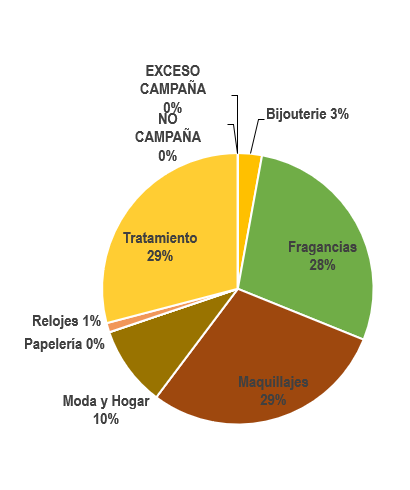 EXCESO
CAMPAÑA
0%
NO
CAMPAÑA
0%
Bijouterie 3%
Tratamiento
29%
Fragancias
28%
Relojes 1%
Papelería 0%
Maquillajes
29%
Moda y Hogar
10%